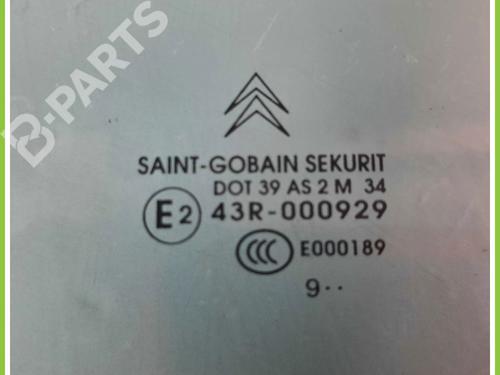 B-PARTS
SAINT-GOBAIN SEKURIT
DOT 39 AS 2 M 34
E2 43R-000929
CCC E000189
9··